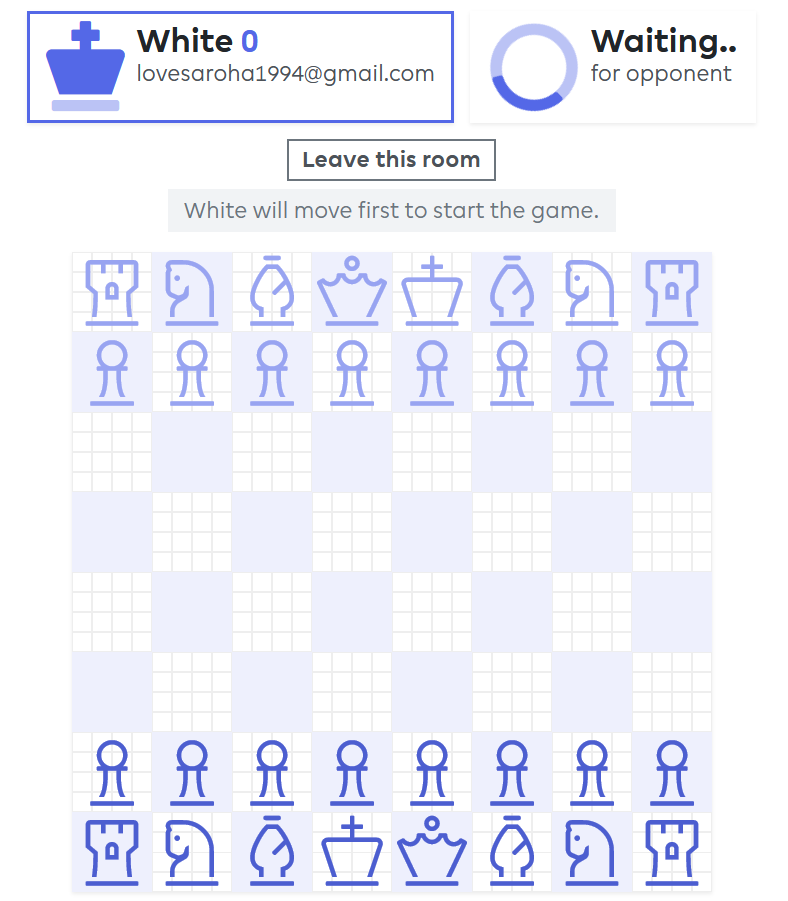 White 0
lovesaroha1994@gmail.com
Waiting..
for opponent
Leave this room
White will move first to start the game.